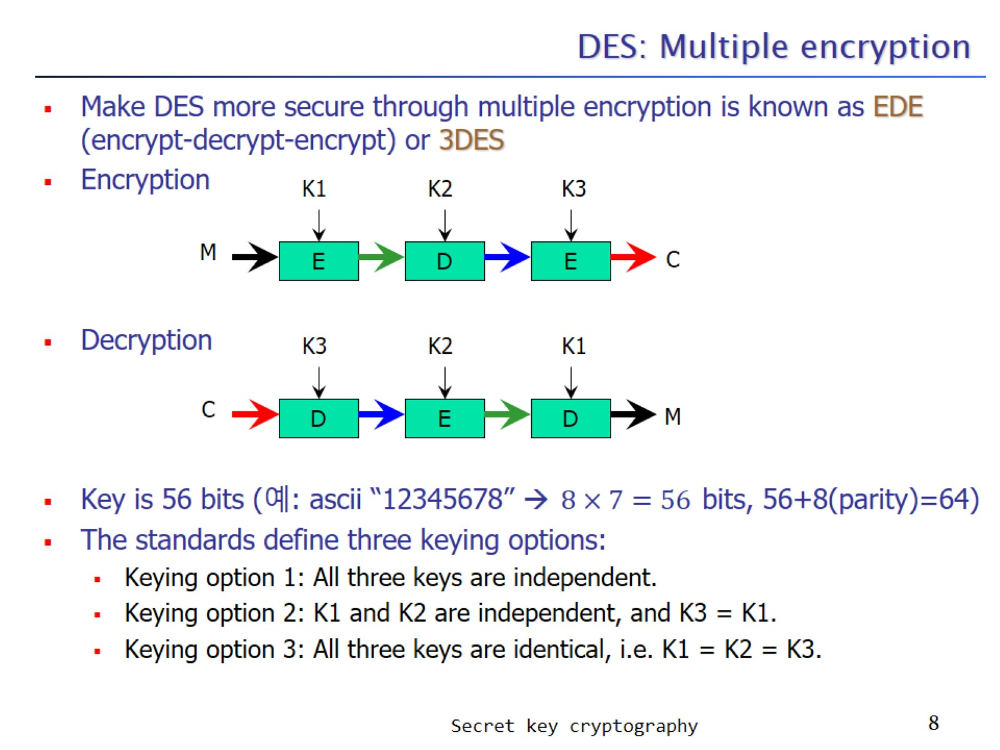 DES: Multiple encryption
Make DES more secure through multiple encryption is known as EDE
(encrypt-decrypt-encrypt) or 3DES
Encryption
K1 K2 K3
M E D E C
Decryption
K3 K2 K1
C D E D M
Key is 56 bits (예: ascii “12345678” → 8 × 7 = 56 bits, 56+8(parity)=64)
The standards define three keying options:
Keying option 1: All three keys are independent.
Keying option 2: K1 and K2 are independent, and K3 = K1.
Keying option 3: All three keys are identical, i.e. K1 = K2 = K3.
Secret key cryptography
8